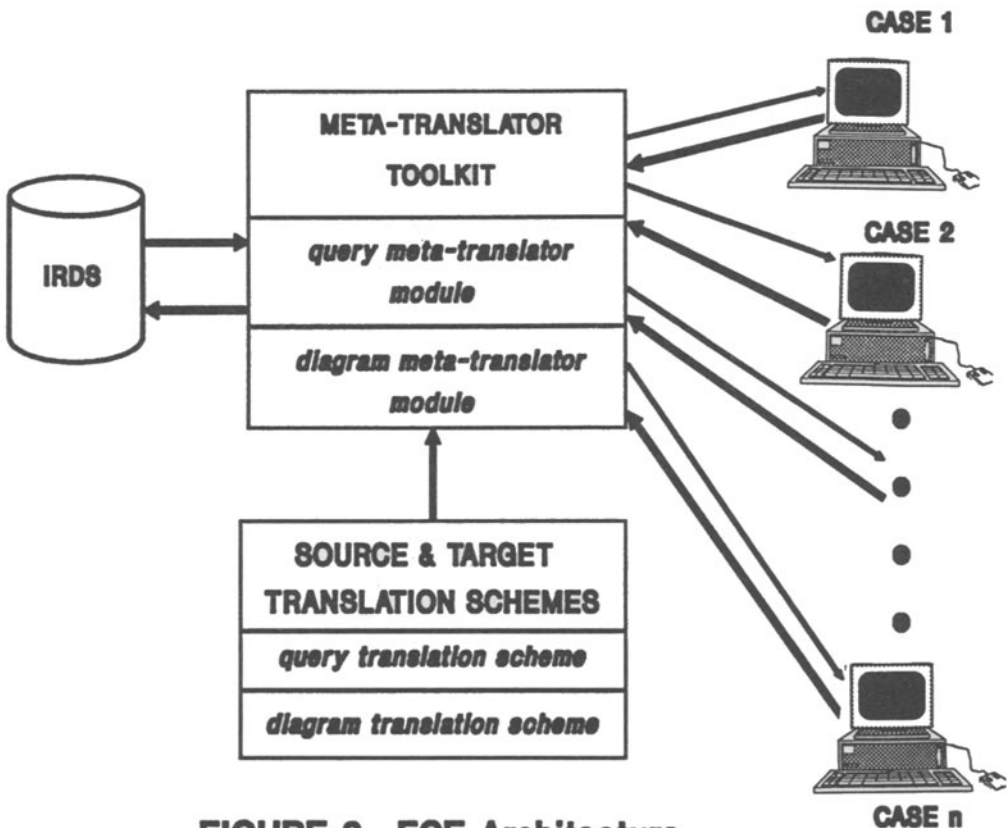 CASE 1
META-TRANSLATOR
TOOLKIT
CASE 2
query meta-translator
module
IRDS
diagram meta-translator
module
SOURCE & TARGET
TRANSLATION SCHEMES
query translation scheme
diagram translation scheme
CASE n